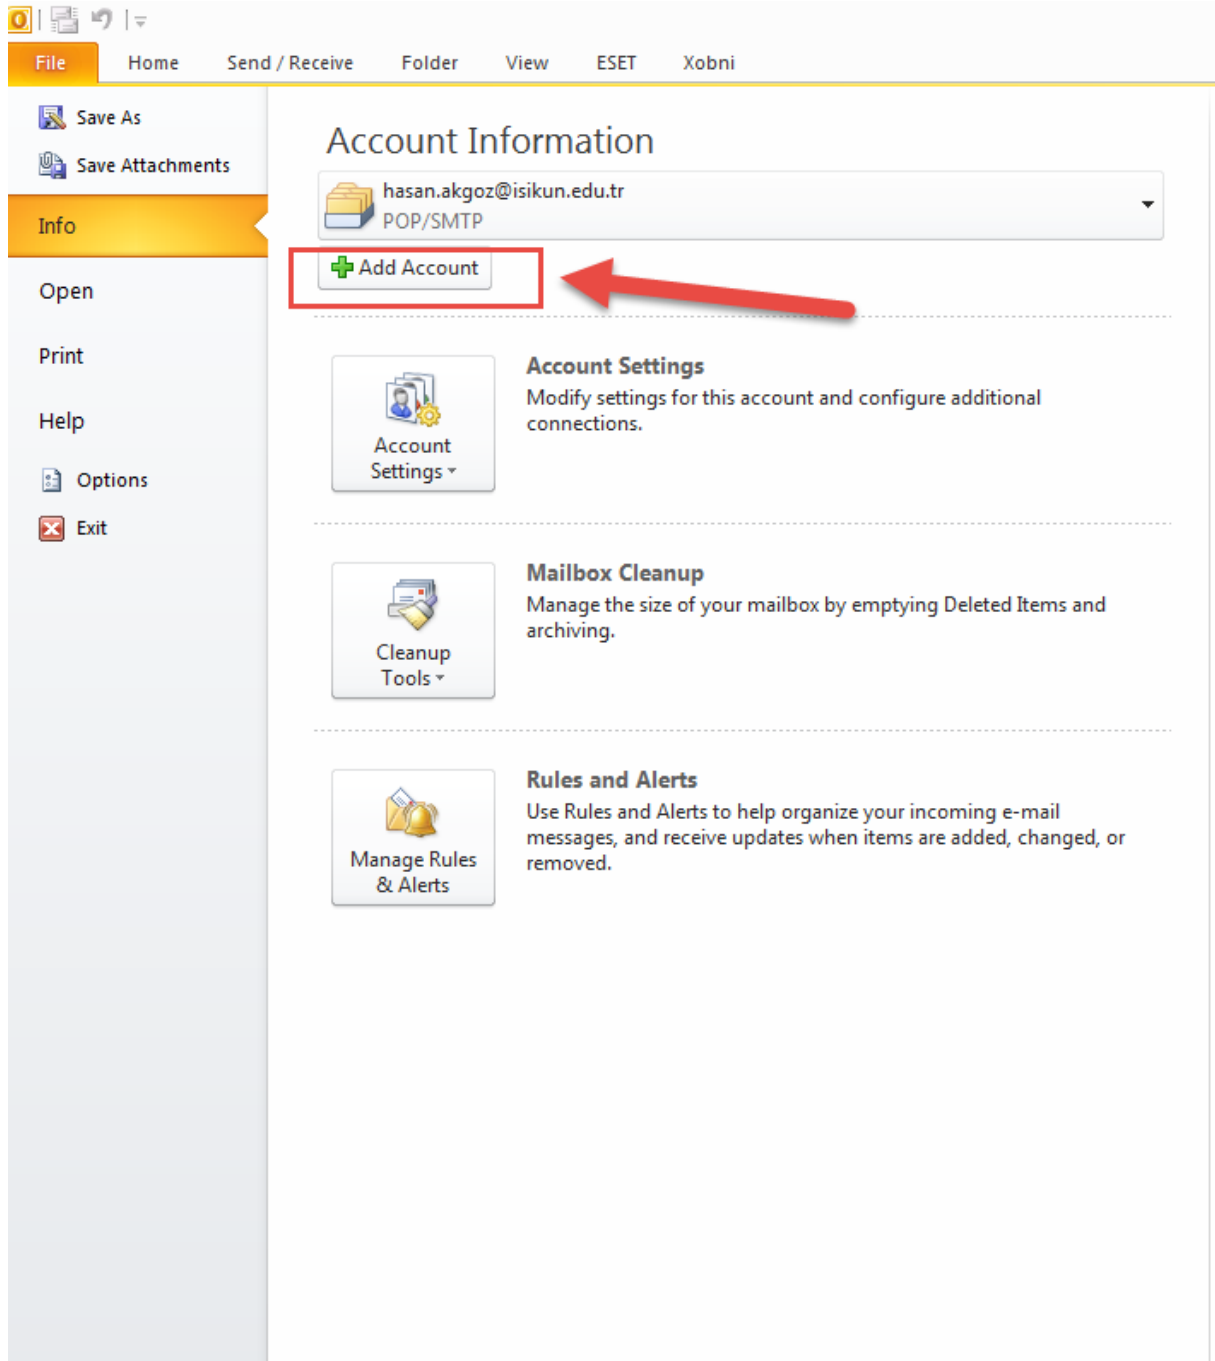 File Home Send / Receive Folder View ESET Xobni
Save As
Save Attachments
Info
Open
Print
Help
Options
Exit
Account Information
hasan.akgoz@isikun.edu.tr
POP/SMTP
Add Account
Account
Settings
Account Settings
Modify settings for this account and configure additional
connections.
Cleanup
Tools
Mailbox Cleanup
Manage the size of your mailbox by emptying Deleted Items and
archiving.
Manage Rules
& Alerts
Rules and Alerts
Use Rules and Alerts to help organize your incoming e-mail
messages, and receive updates when items are added, changed, or
removed.